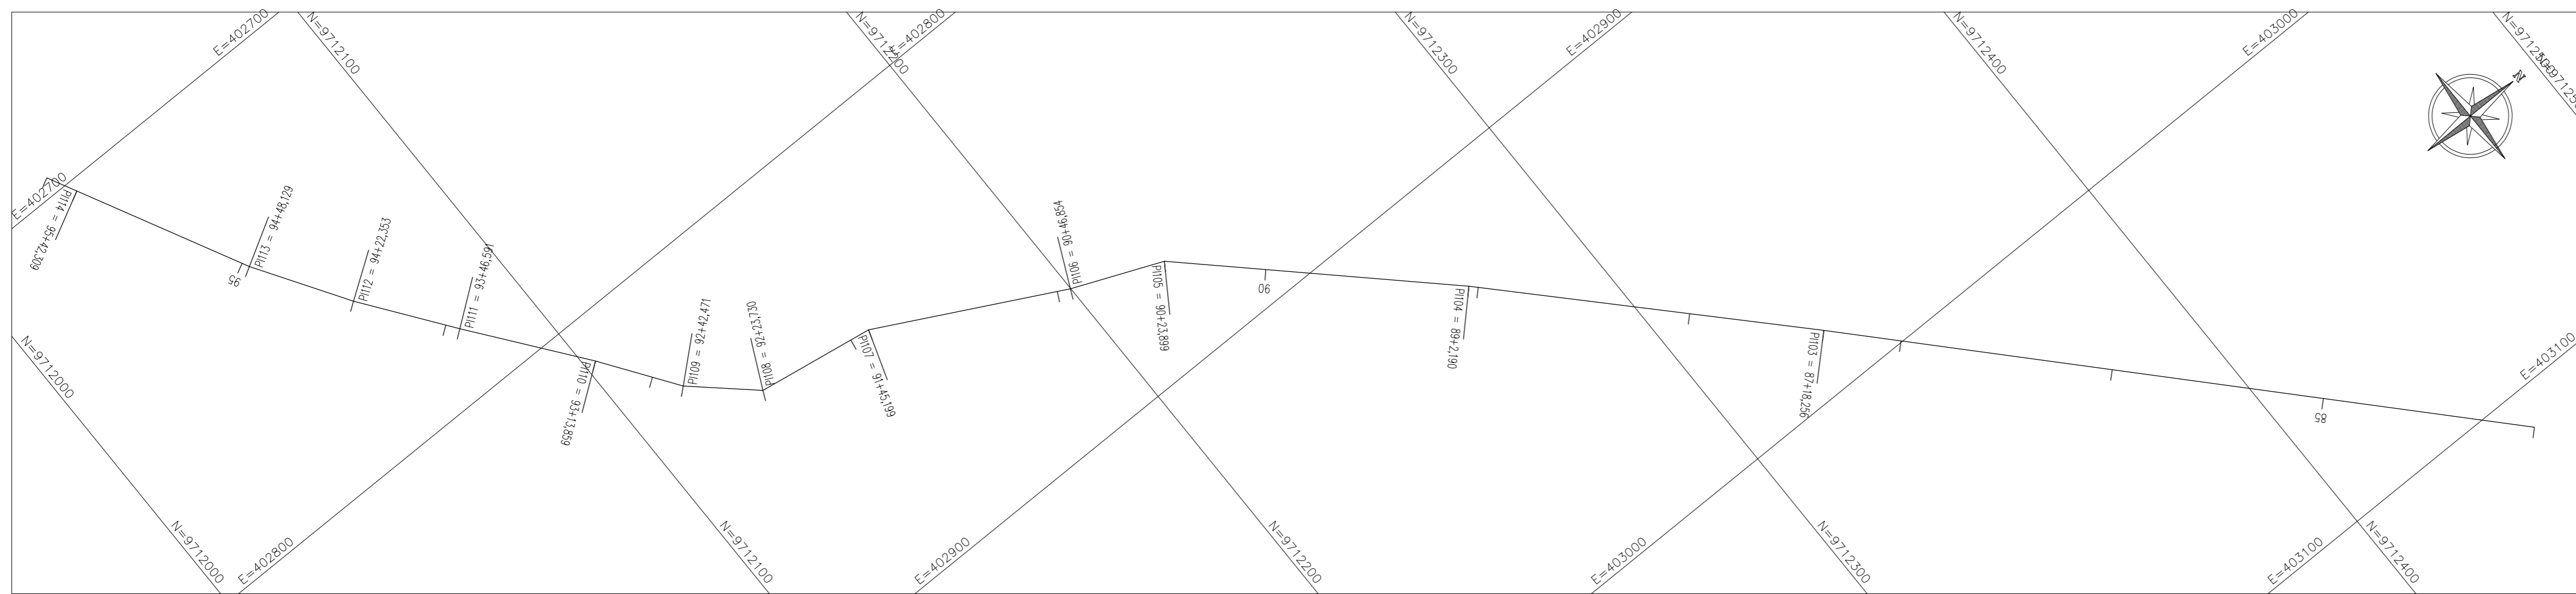 E=402700
N=9712100
N=9712200
E=402800
N=9712300
E=402900
N=9712400
E=403000
N=9712500
N
E=402700
PI114 = 95+42,309
95
PI113 = 94+48,129
PI112 = 94+22,353
PI111 = 93+46,591
PI110 = 93+13,859
PI109 = 92+42,471
PI108 = 92+23,730
PI107 = 91+45,199
PI106 = 90+46,854
PI105 = 90+23,899
90
PI104 = 89+2,190
PI103 = 87+18,256
85
E=403100
N=9712000
N=9712000
E=402800
N=9712100
E=402900
N=9712200
E=403000
N=9712300
E=403100
N=9712400